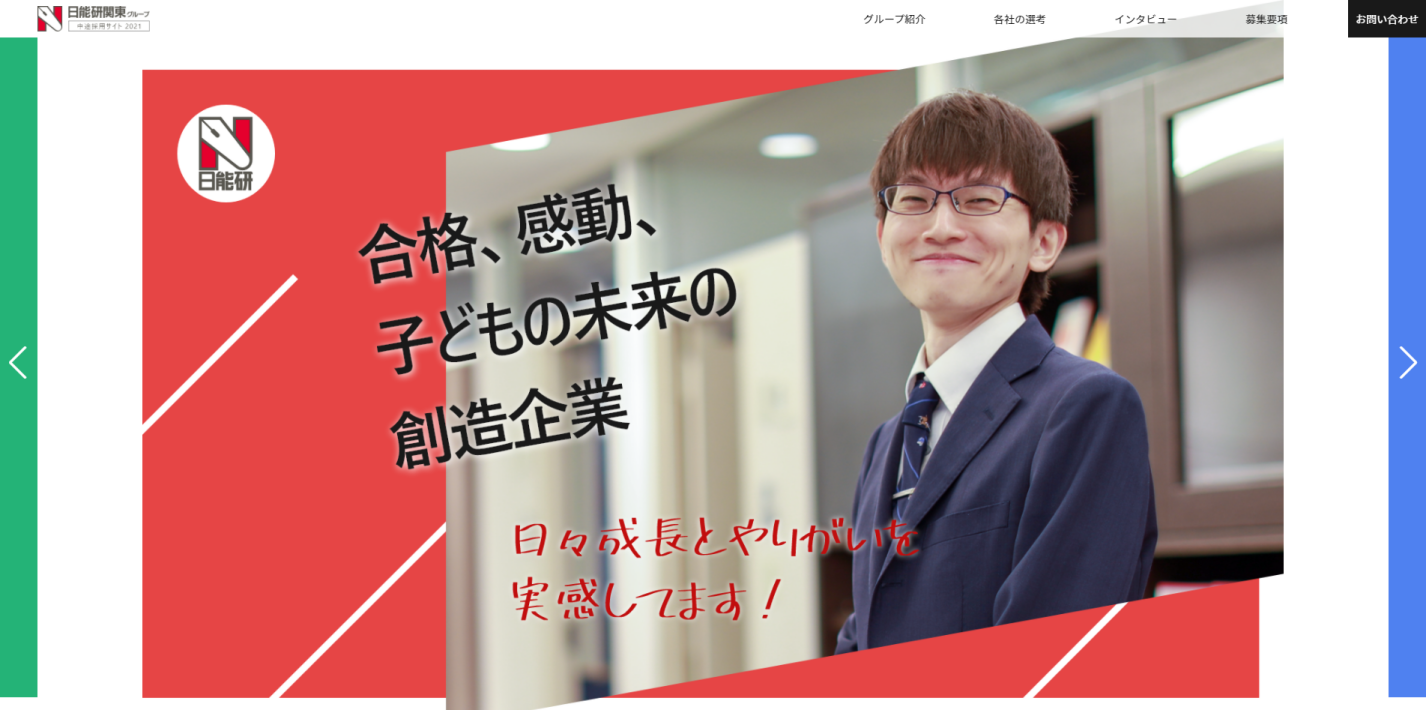 日能研関東グループ
中途採用サイト 2021
グループ紹介
各社の選考
インタビュー
募集要項
お問い合わせ
日能研
合格、感動、
子どもの未来の
創造企業
日々成長とやりがいを
実感してます！